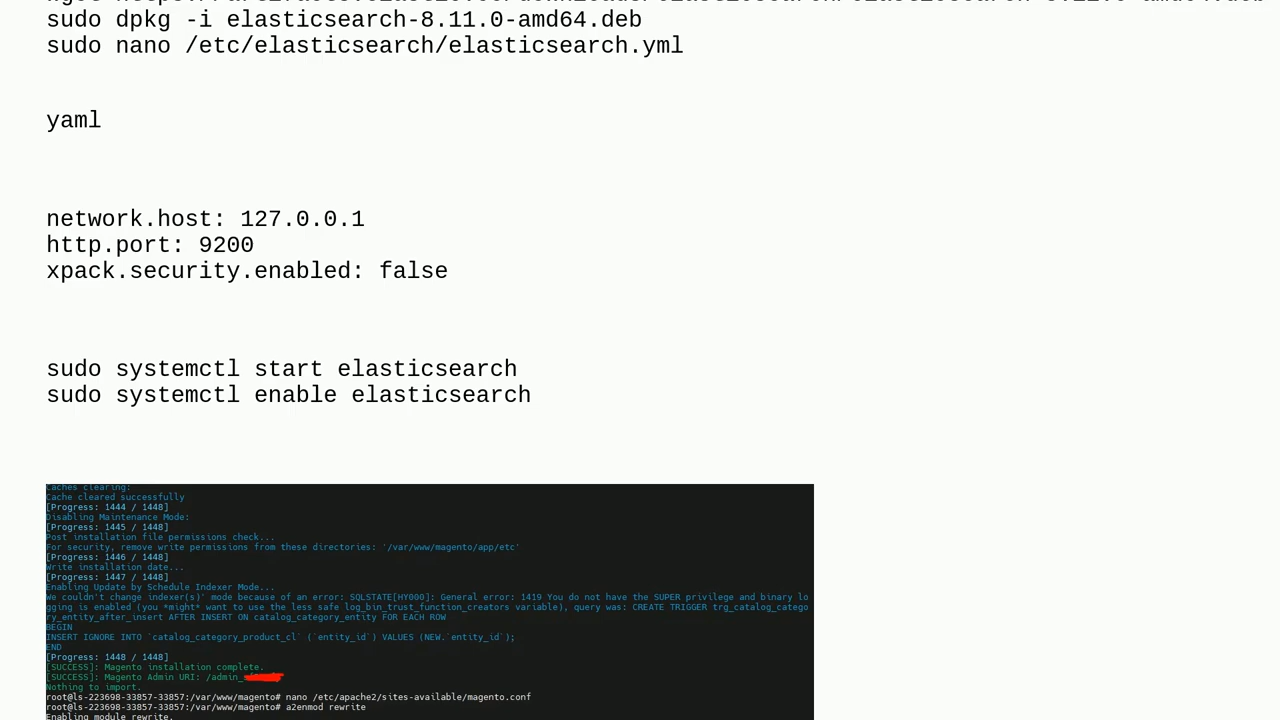 sudo dpkg -i elasticsearch-8.11.0-amd64.deb
sudo nano /etc/elasticsearch/elasticsearch.yml
yaml
network.host: 127.0.0.1
http.port: 9200
xpack.security.enabled: false
sudo systemctl start elasticsearch
sudo systemctl enable elasticsearch
Caches clearing:
Cache cleared successfully
[Progress: 1444 / 1448]
Disabling Maintenance Mode:
[Progress: 1445 / 1448]
Post installation file permissions check...
For security, remove write permissions from these directories: '/var/www/magento/app/etc'
[Progress: 1446 / 1448]
Write installation date...
[Progress: 1447 / 1448]
Enabling Update by Schedule Indexer Mode...
We couldn't change indexer(s)' mode because of an error: SQLSTATE[HY000]: General error: 1419 You do not have the SUPER privilege and binary lo
gging is enabled (you *might* want to use the less safe log_bin_trust_function_creators variable), query was: CREATE TRIGGER trg_catalog_catego
ry_entity_after_insert AFTER INSERT ON catalog_category_entity FOR EACH ROW
BEGIN
INSERT IGNORE INTO `catalog_category_product_cl` (`entity_id`) VALUES (NEW.`entity_id`);
END
[Progress: 1448 / 1448]
[SUCCESS]: Magento installation complete.
[SUCCESS]: Magento Admin URI: /admin_
Nothing to import.
root@ls-223698-33857-33857:/var/www/magento# nano /etc/apache2/sites-available/magento.conf
root@ls-223698-33857-33857:/var/www/magento# a2enmod rewrite
Enabling module rewrite.